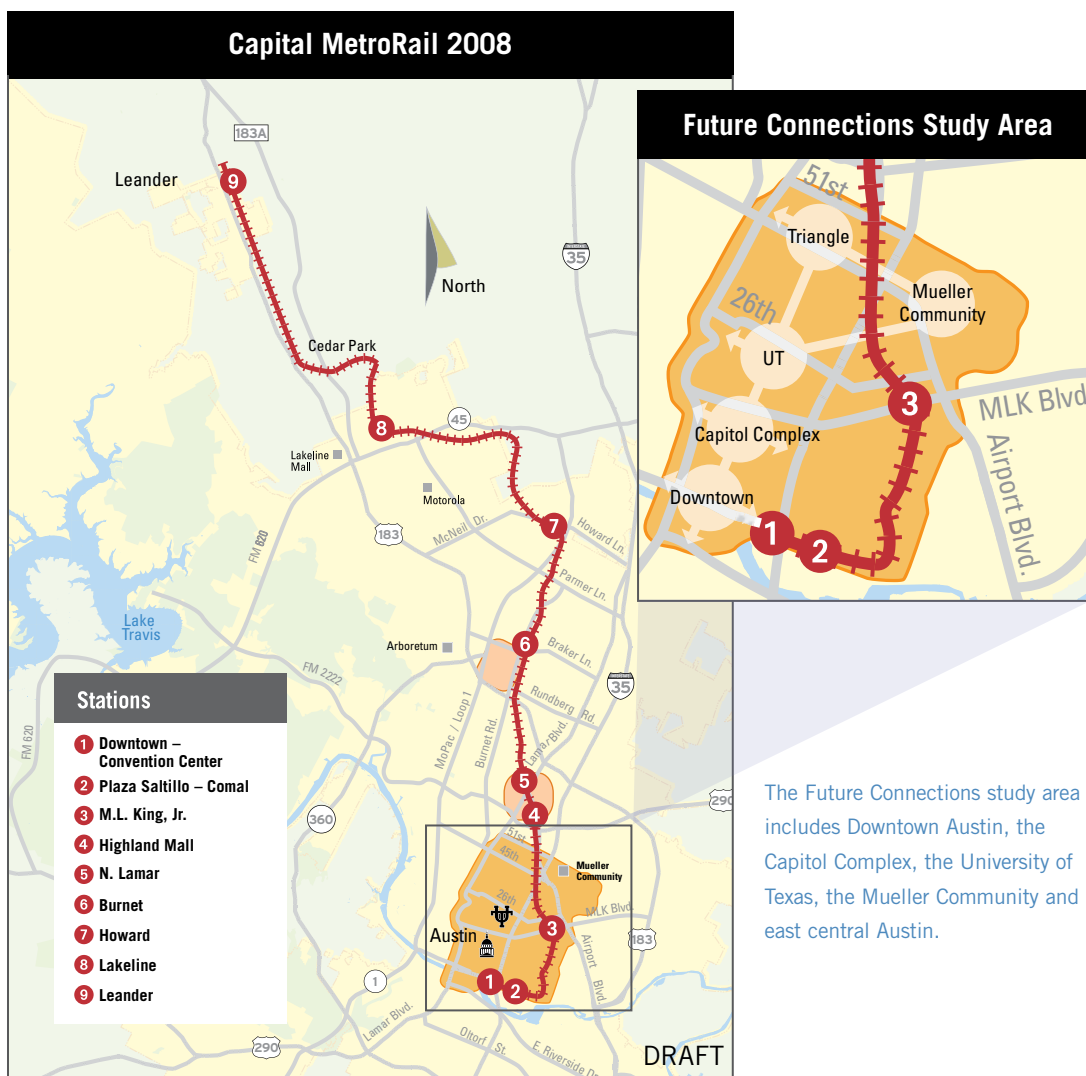 Capital MetroRail 2008
183A
Leander
9
35
North
Cedar Park
8
45
Lakeline
Mall
Motorola
183
McNeil Dr.
7
Howard Ln.
FM 620
Parmer Ln.
Lake
Travis
Arboretum
6
Braker Ln.
FM 2222
35
Rundberg Rd.
MoPac / Loop 1
Burnet Rd.
Lamar Blvd.
FM 620
5
4
290
360
51st
45th
Mueller
Community
26th
MLK Blvd.
3
Austin
183
Airport Blvd.
1
2
1
Lamar Blvd.
290
Oltorf St.
E. Riverside Dr.
DRAFT
Stations
1 Downtown –
Convention Center
2 Plaza Saltillo – Comal
3 M.L. King, Jr.
4 Highland Mall
5 N. Lamar
6 Burnet
7 Howard
8 Lakeline
9 Leander
Future Connections Study Area
51st
Triangle
Mueller
Community
26th
UT
3
MLK Blvd.
Capitol Complex
Airport Blvd.
Downtown
1
2
The Future Connections study area
includes Downtown Austin, the
Capitol Complex, the University of
Texas, the Mueller Community and
east central Austin.